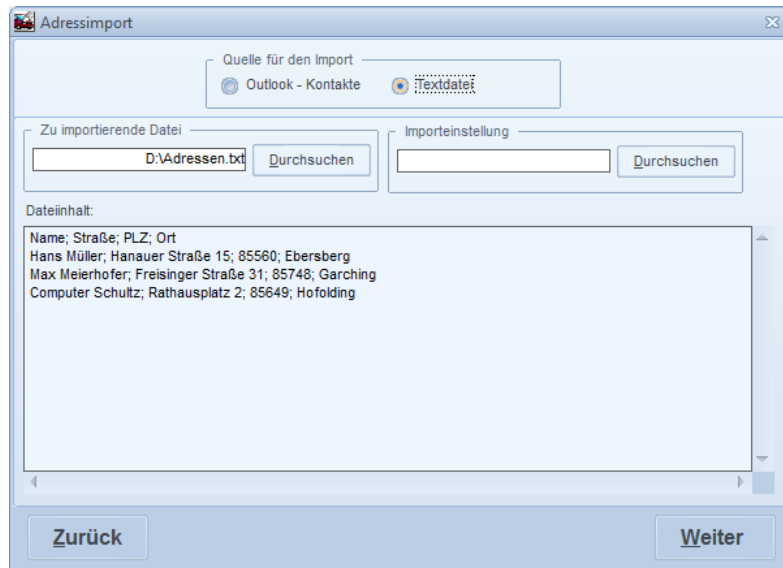 Adressimport
Quelle für den Import
Outlook - Kontakte Textdatei
Zu importierende Datei Importeinstellung
D:\Adressen.txt Durchsuchen Durchsuchen
Dateiinhalt:
Name; Straße; PLZ; Ort
Hans Müller; Hanauer Straße 15; 85560; Ebersberg
Max Meierhofer; Freisinger Straße 31; 85748; Garching
Computer Schultz; Rathausplatz 2; 85649; Hofolding
Zurück Weiter